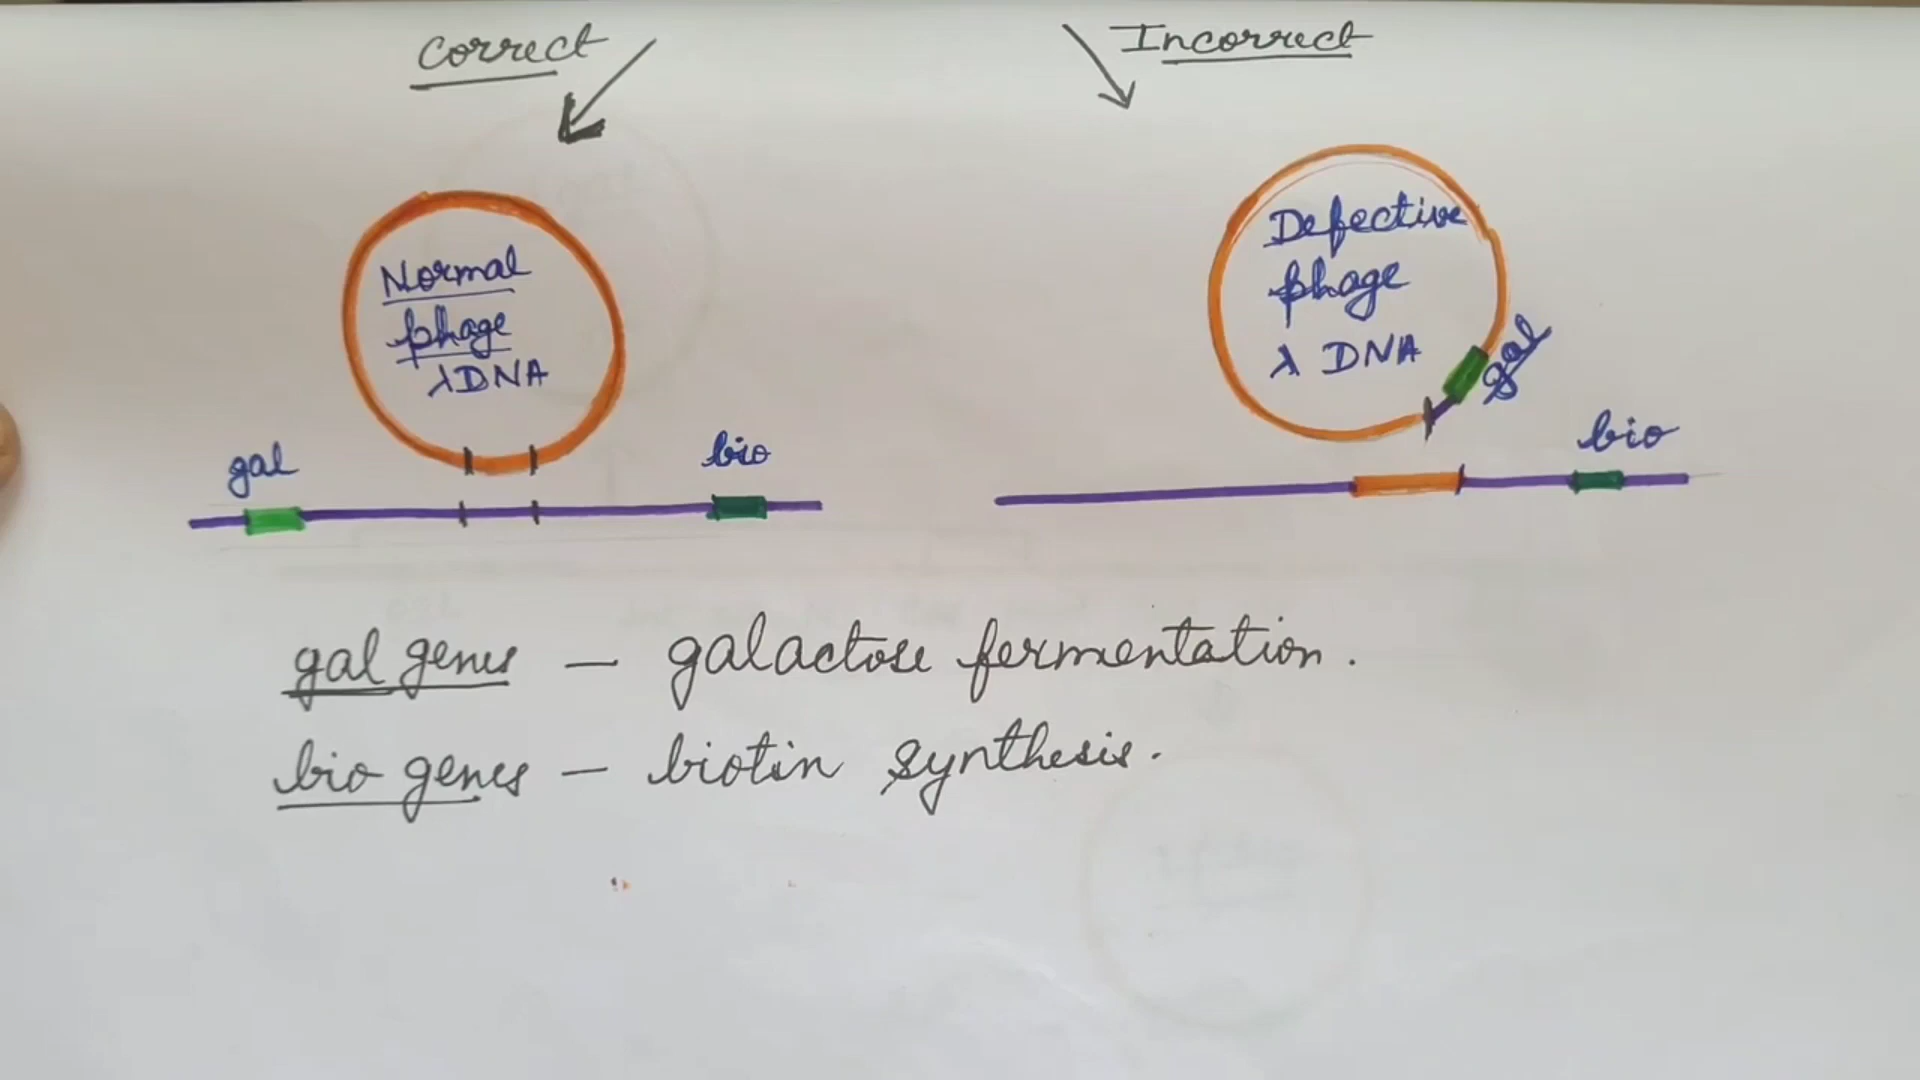 Correct
Incorrect
Normal
phage
λDNA
gal
bio
Defective
phage
λ DNA
gal
bio
gal genes – galactose fermentation.
bio genes – biotin synthesis.